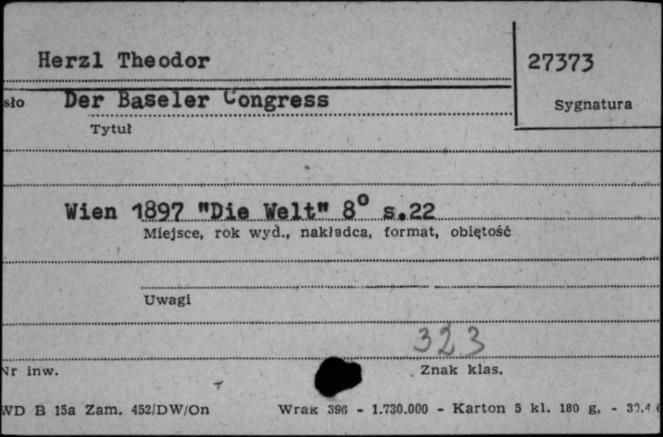 Herzl Theodor
27373
sło Der Baseler Congress
Sygnatura
Tytuł
Wien 1897 "Die Welt" 8° s.22
Miejsce, rok wyd., nakładca, format, objętość
Uwagi
323
Nr inw.
Znak klas.
WD B 15a Zam. 452/DW/On
Wrak 396 - 1.730.000 - Karton 5 kl. 180 g. -